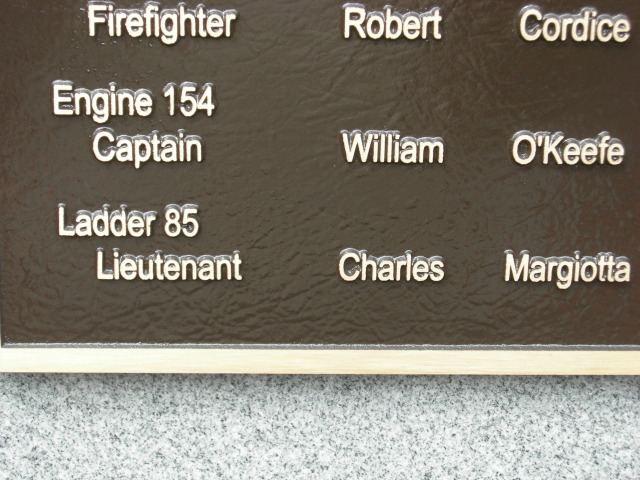 Firefighter Robert Cordice
Engine 154
Captain William O'Keefe
Ladder 85
Lieutenant Charles Margiotta